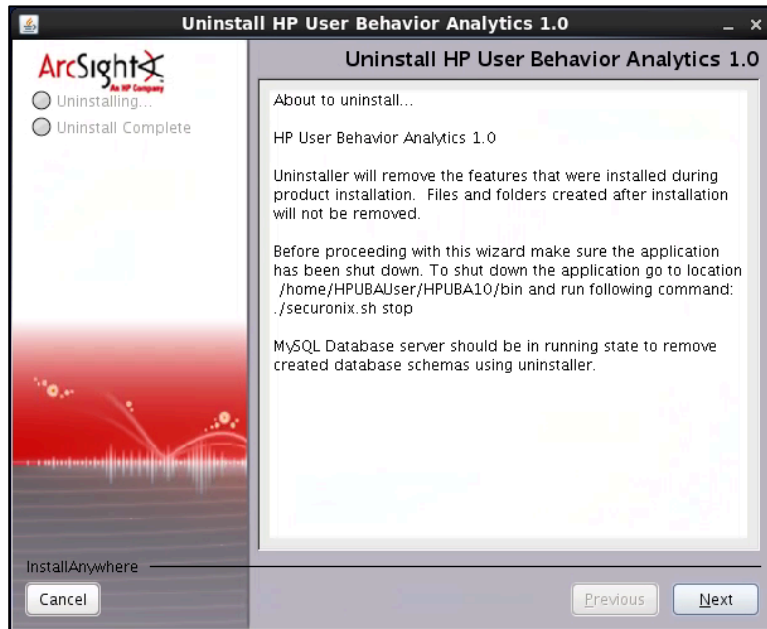 Uninstall HP User Behavior Analytics 1.0
ArcSight
An HP Company
Uninstall HP User Behavior Analytics 1.0
Uninstalling...
Uninstall Complete
About to uninstall...
HP User Behavior Analytics 1.0
Uninstaller will remove the features that were installed during
product installation. Files and folders created after installation
will not be removed.
Before proceeding with this wizard make sure the application
has been shut down. To shut down the application go to location
/home/HPUBAUser/HPUBA10/bin and run following command:
./securonix.sh stop
MySQL Database server should be in running state to remove
created database schemas using uninstaller.
InstallAnywhere
Cancel
Previous
Next